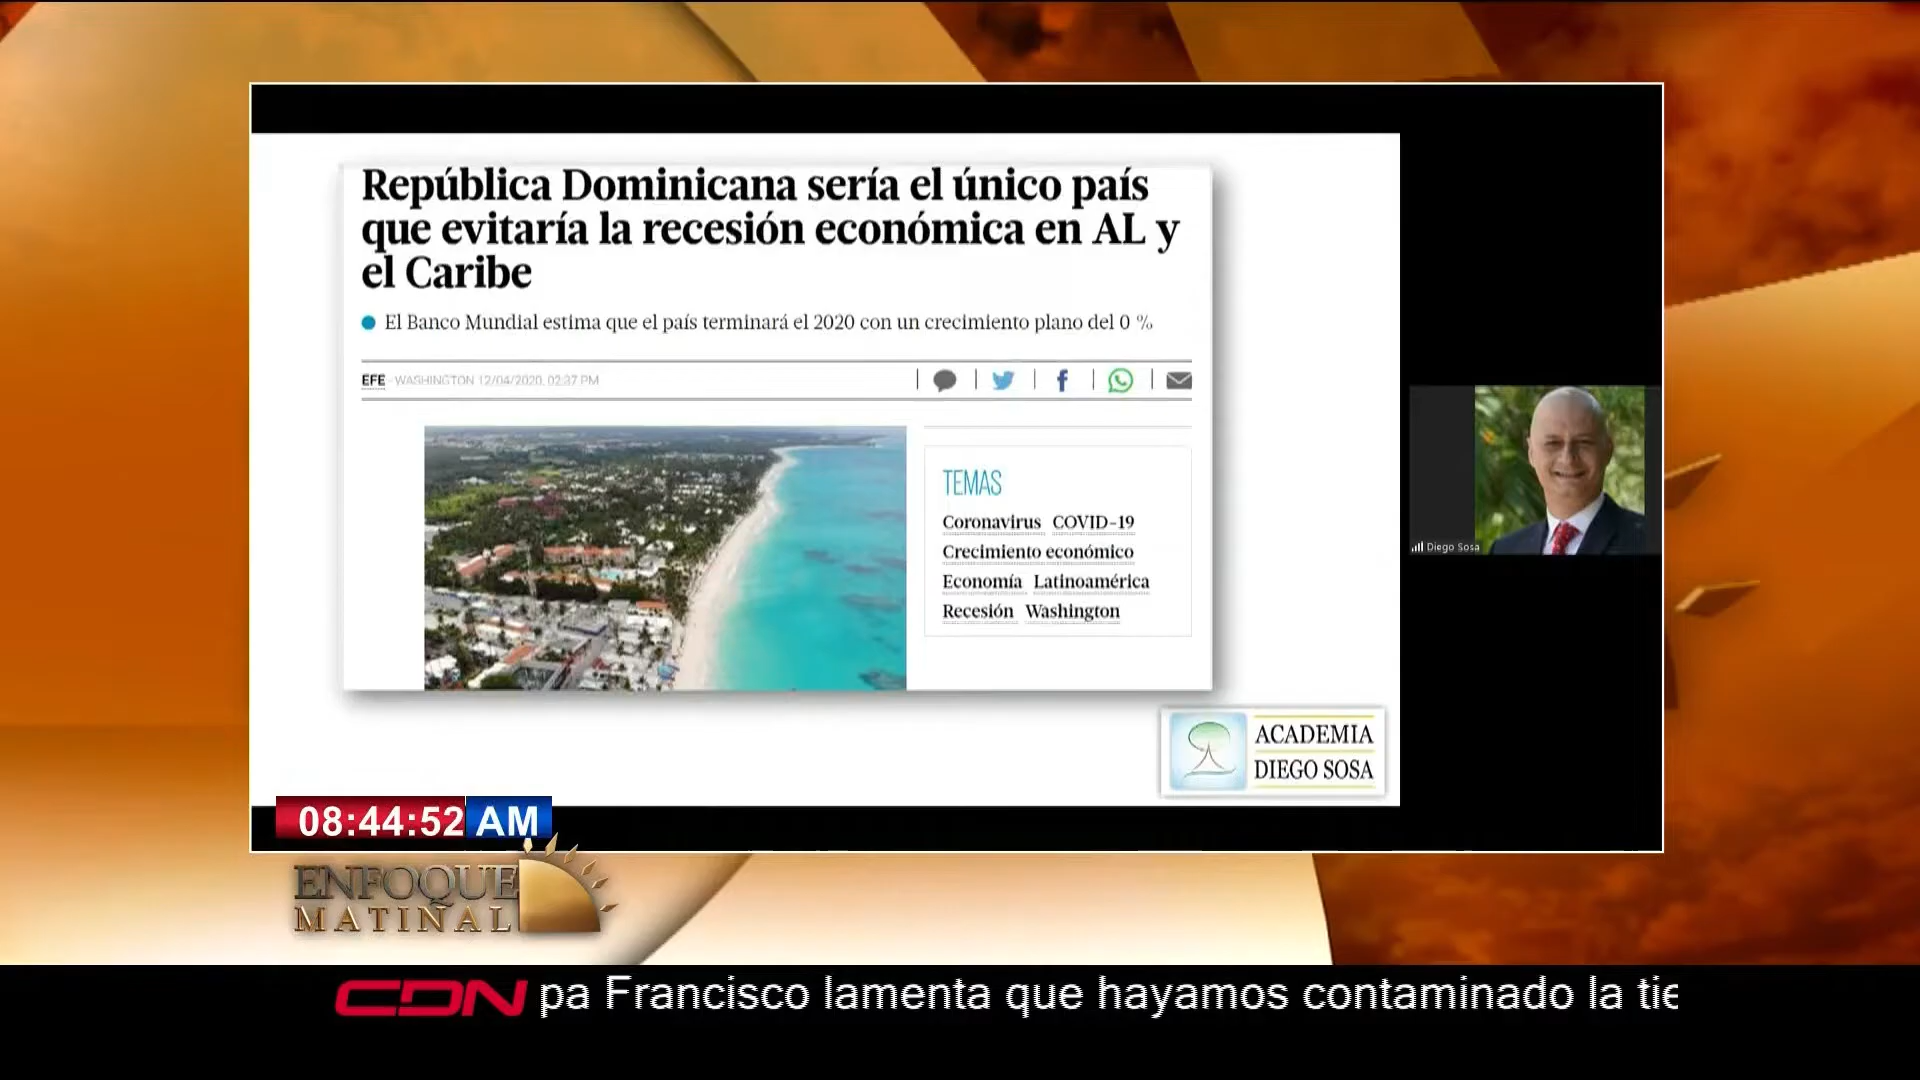 República Dominicana sería el único país
que evitaría la recesión económica en AL y
el Caribe
El Banco Mundial estima que el país terminará el 2020 con un crecimiento plano del 0 %
EFE - WASHINGTON 12/04/2020, 02:37 PM
TEMAS
Coronavirus COVID-19
Crecimiento económico
Economía Latinoamérica
Recesión Washington
Diego Sosa
ACADEMIA
DIEGO SOSA
08:44:52 AM
ENFOQUE
MATINAL
CDN pa Francisco lamenta que hayamos contaminado la tie